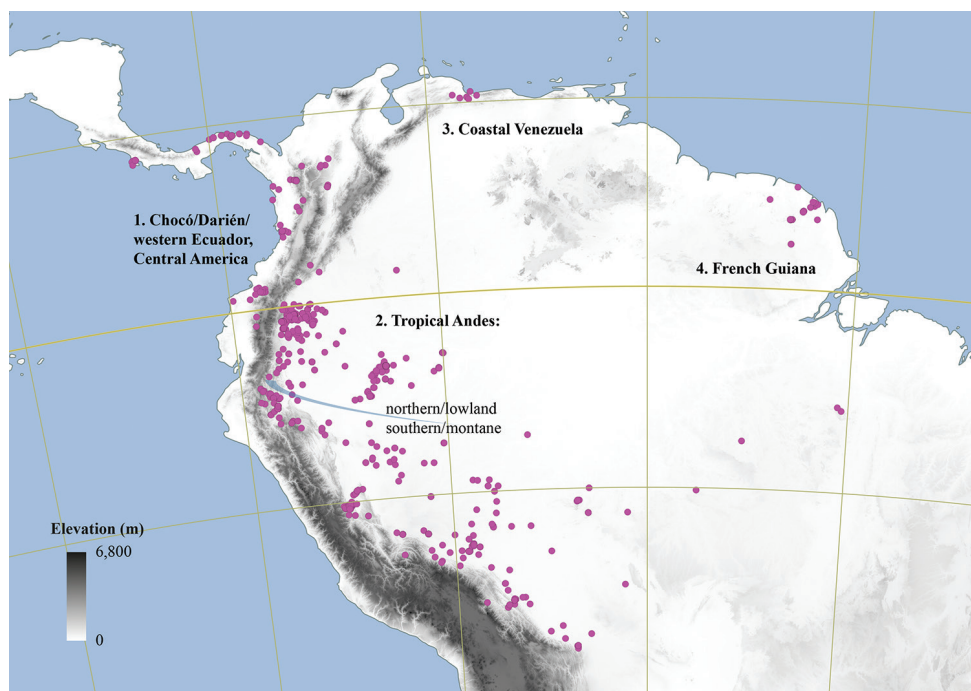 3. Coastal Venezuela
1. Chocó/Darién/
western Ecuador,
Central America
4. French Guiana
2. Tropical Andes:
northern/lowland
southern/montane
Elevation (m)
6,800
0